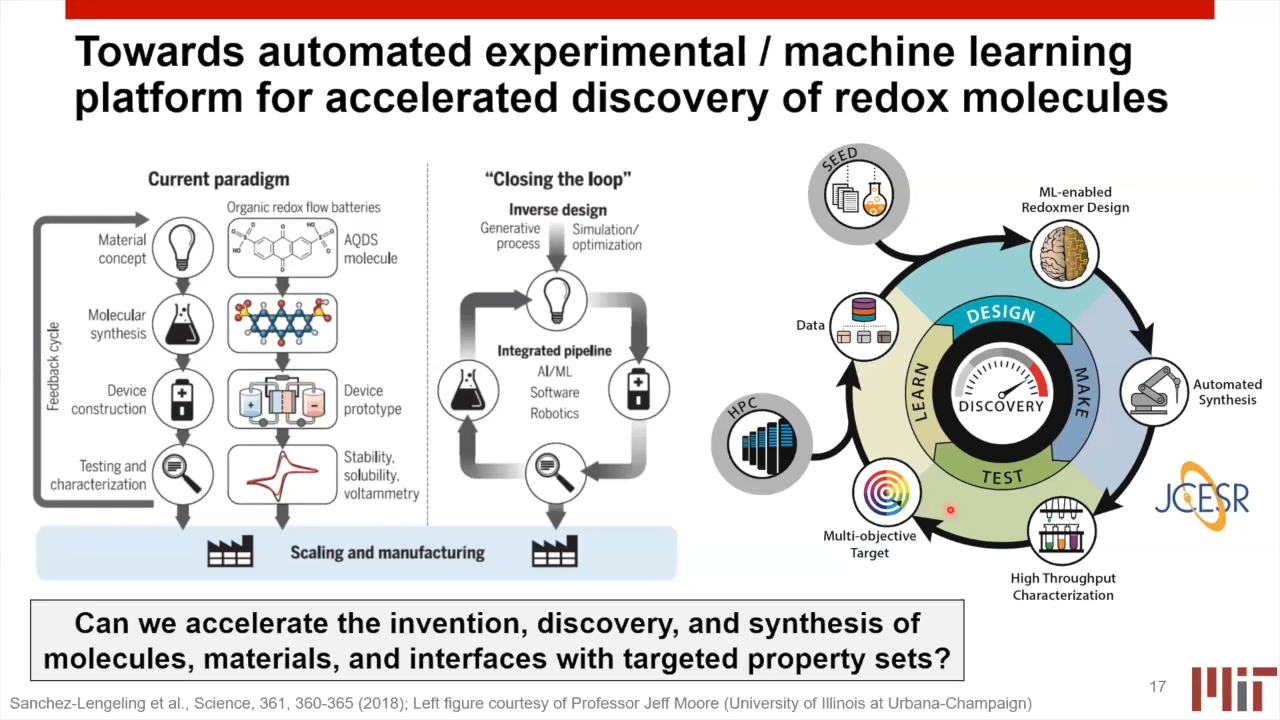 Towards automated experimental / machine learning
platform for accelerated discovery of redox molecules
Current paradigm
Organic redox flow batteries
Material
concept
AQDS
molecule
HO
HO
O
O
O
O
O
O
Molecular
synthesis
Feedback cycle
Device
construction
Device
prototype
+
−
Testing and
characterization
Stability,
solubility,
voltammetry
"Closing the loop"
Inverse design
Generative
process
Simulation/
optimization
Integrated pipeline
AI/ML
Software
Robotics
Scaling and manufacturing
SEED
ML-enabled
Redoxmer Design
Data
DESIGN
MAKE
TEST
LEARN
DISCOVERY
Automated
Synthesis
HPC
JCESR
Multi-objective
Target
High Throughput
Characterization
Can we accelerate the invention, discovery, and synthesis of
molecules, materials, and interfaces with targeted property sets?
17
MIT
Sanchez-Lengeling et al., Science, 361, 360-365 (2018); Left figure courtesy of Professor Jeff Moore (University of Illinois at Urbana-Champaign)